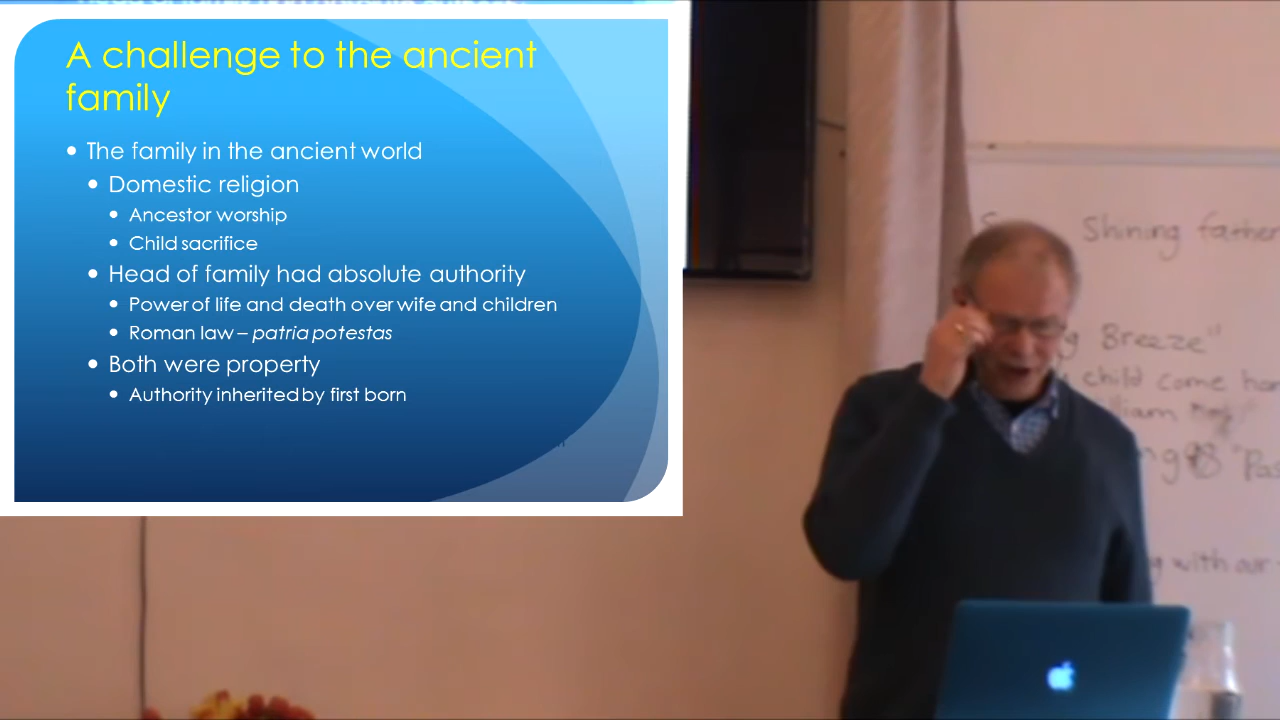 A challenge to the ancient
family
The family in the ancient world
Domestic religion
Ancestor worship
Child sacrifice
Head of family had absolute authority
Power of life and death over wife and children
Roman law – patria potestas
Both were property
Authority inherited by first born
Shining father
Breeze"
child come
with our